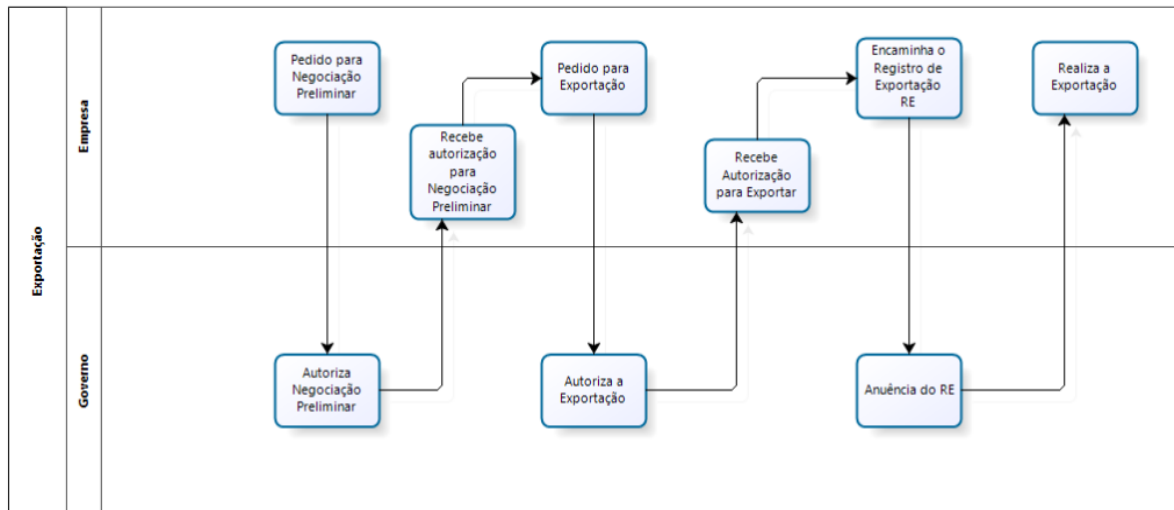 Exportação
Empresa
Pedido para
Negociação
Preliminar
Recebe
autorização
para
Negociação
Preliminar
Pedido para
Exportação
Recebe
Autorização
para Exportar
Encaminha o
Registro de
Exportação
RE
Realiza a
Exportação
Governo
Autoriza
Negociação
Preliminar
Autoriza a
Exportação
Anuência do RE